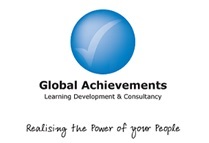 Global Achievements
Learning Development & Consultancy
Realising the Power of your People